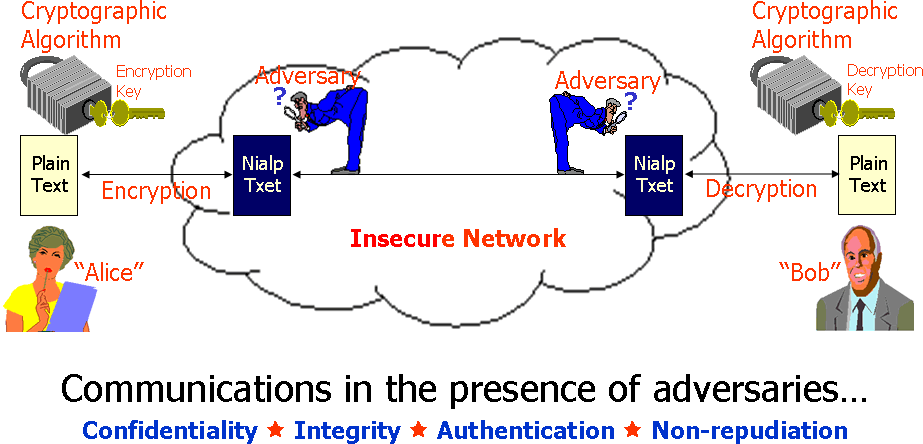 Cryptographic
Algorithm
Encryption
Key
Adversary
?
Adversary
?
Cryptographic
Algorithm
Decryption
Key
Plain
Text
Encryption
Nialp
Txet
Nialp
Txet
Decryption
Plain
Text
Insecure Network
“Alice”
“Bob”
Communications in the presence of adversaries…
Confidentiality ★ Integrity ★ Authentication ★ Non-repudiation